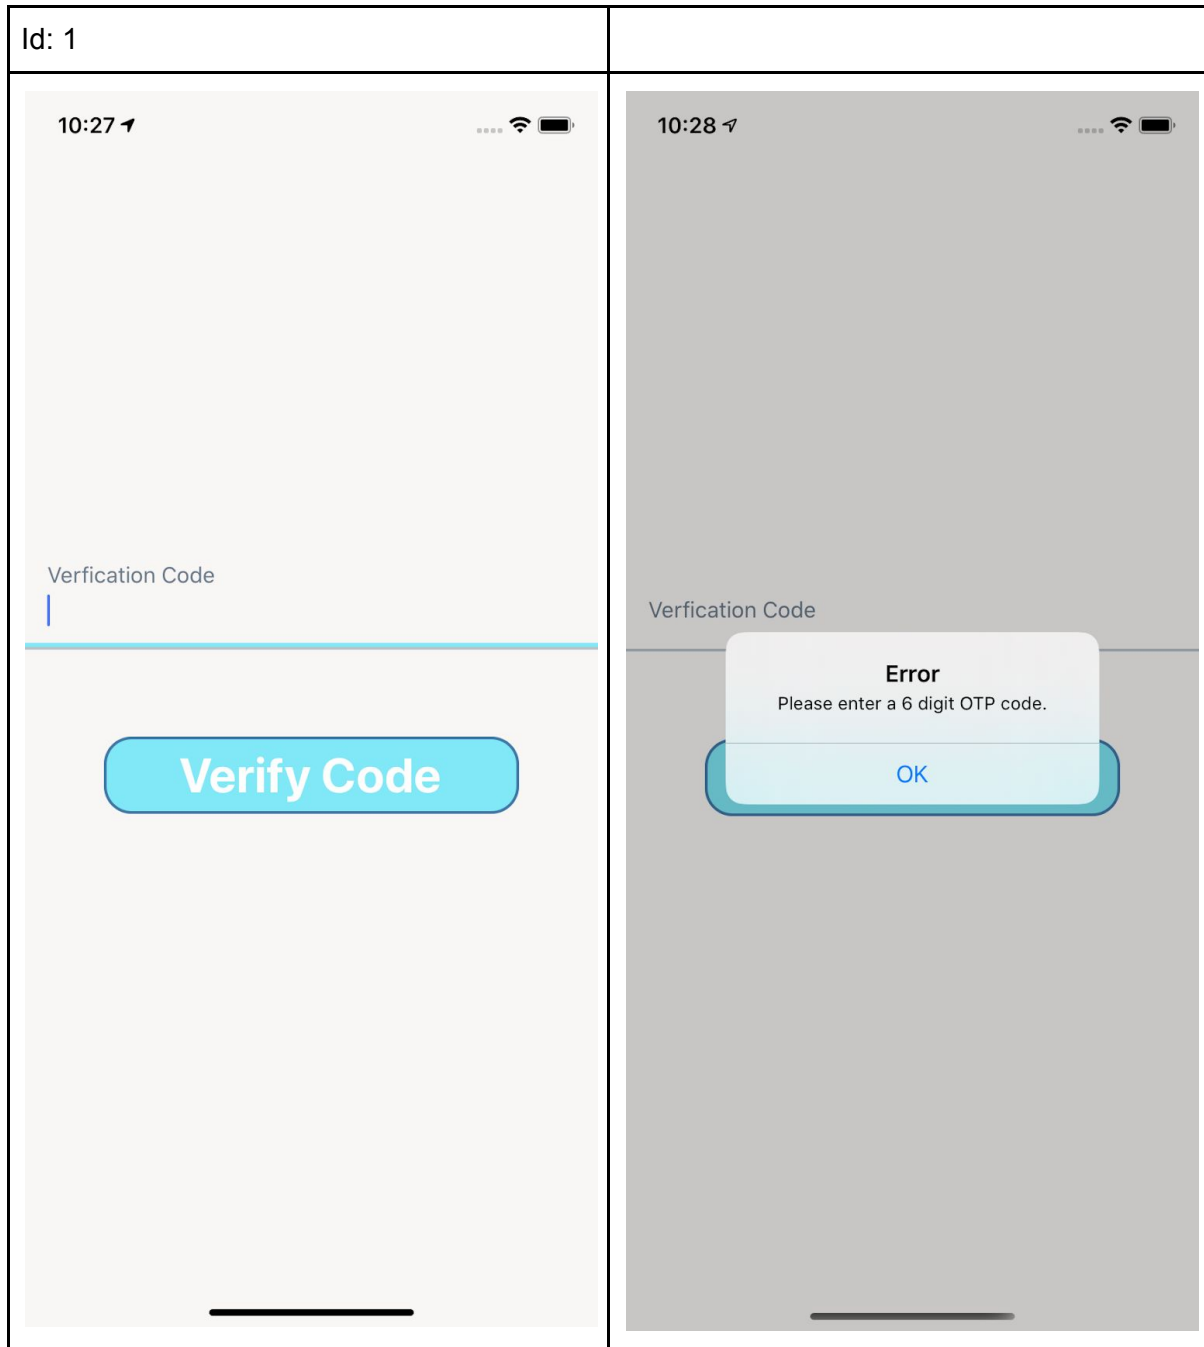 Id: 1
10:27
Verfication Code
Verify Code
10:28
Verfication Code
Error
Please enter a 6 digit OTP code.
OK